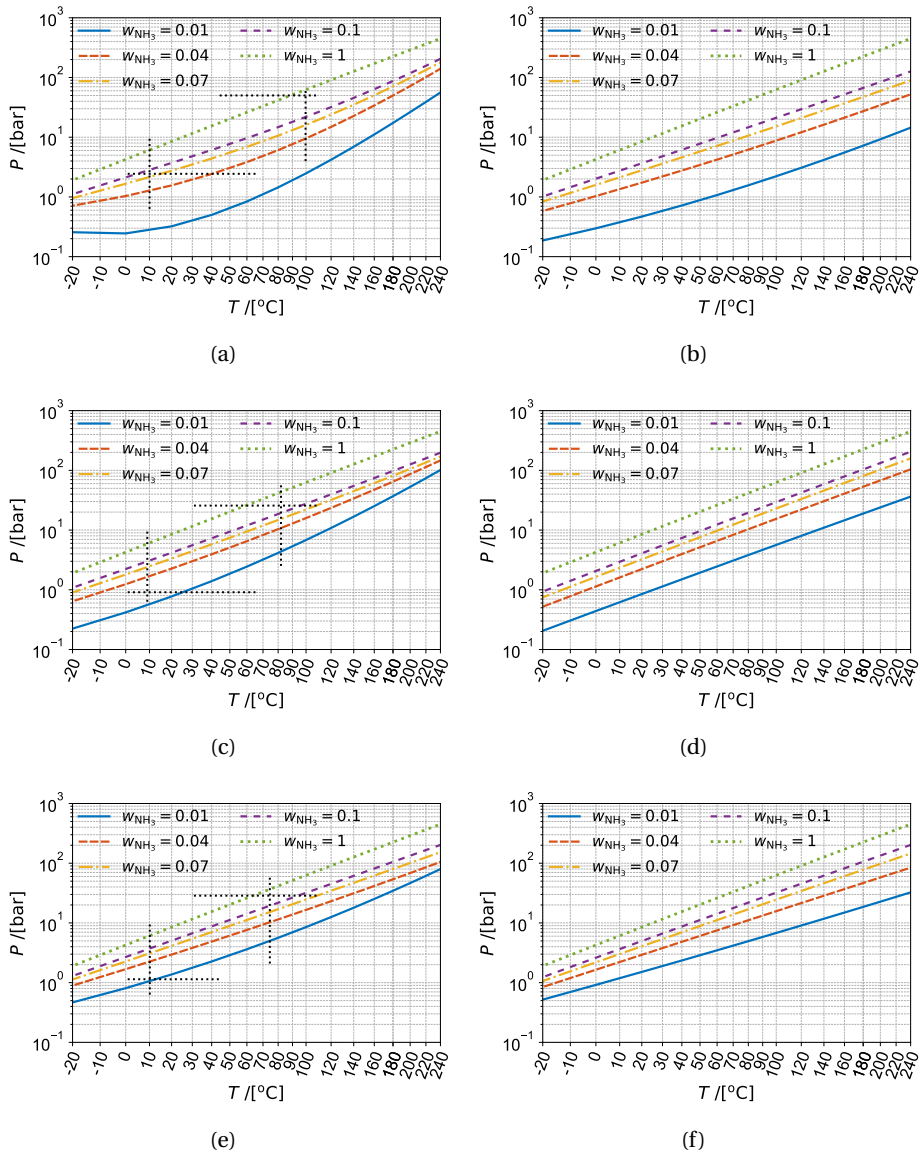 10³
10²
10¹
10⁰
10⁻¹
P /[bar]
w_NH₃ = 0.01
w_NH₃ = 0.04
w_NH₃ = 0.07
w_NH₃ = 0.1
w_NH₃ = 1
-20 -10 0 10 20 30 40 50 60 70 80 90 100 120 140 160 180 180 200 220 240
T /[°C]
(a)
10³
10²
10¹
10⁰
10⁻¹
P /[bar]
w_NH₃ = 0.01
w_NH₃ = 0.04
w_NH₃ = 0.07
w_NH₃ = 0.1
w_NH₃ = 1
-20 -10 0 10 20 30 40 50 60 70 80 90 100 120 140 160 180 180 200 220 240
T /[°C]
(b)
10³
10²
10¹
10⁰
10⁻¹
P /[bar]
w_NH₃ = 0.01
w_NH₃ = 0.04
w_NH₃ = 0.07
w_NH₃ = 0.1
w_NH₃ = 1
-20 -10 0 10 20 30 40 50 60 70 80 90 100 120 140 160 180 180 200 220 240
T /[°C]
(c)
10³
10²
10¹
10⁰
10⁻¹
P /[bar]
w_NH₃ = 0.01
w_NH₃ = 0.04
w_NH₃ = 0.07
w_NH₃ = 0.1
w_NH₃ = 1
-20 -10 0 10 20 30 40 50 60 70 80 90 100 120 140 160 180 180 200 220 240
T /[°C]
(d)
10³
10²
10¹
10⁰
10⁻¹
P /[bar]
w_NH₃ = 0.01
w_NH₃ = 0.04
w_NH₃ = 0.07
w_NH₃ = 0.1
w_NH₃ = 1
-20 -10 0 10 20 30 40 50 60 70 80 90 100 120 140 160 180 180 200 220 240
T /[°C]
(e)
10³
10²
10¹
10⁰
10⁻¹
P /[bar]
w_NH₃ = 0.01
w_NH₃ = 0.04
w_NH₃ = 0.07
w_NH₃ = 0.1
w_NH₃ = 1
-20 -10 0 10 20 30 40 50 60 70 80 90 100 120 140 160 180 180 200 220 240
T /[°C]
(f)